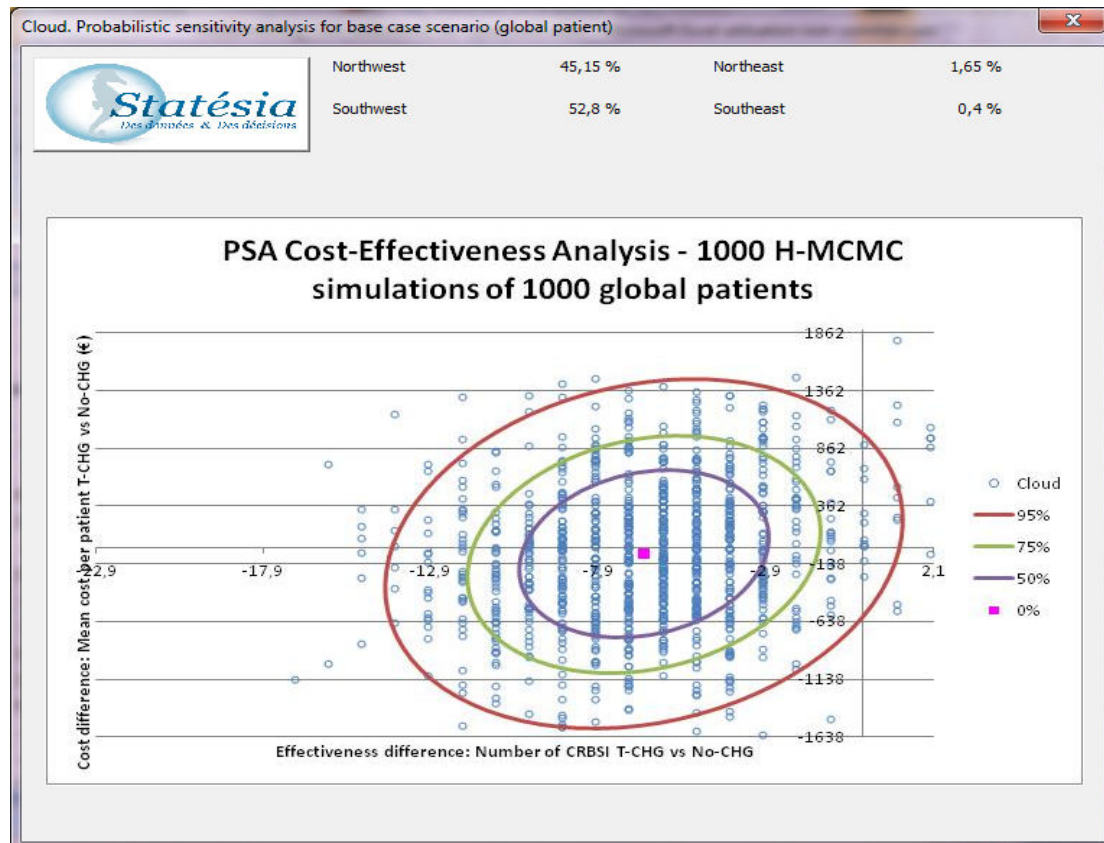 Cloud. Probabilistic sensitivity analysis for base case scenario (global patient)
x
Statésia
Des données & Des décisions
Northwest 45,15 % Northeast 1,65 %
Southwest 52,8 % Southeast 0,4 %
PSA Cost-Effectiveness Analysis - 1000 H-MCMC
simulations of 1000 global patients
Cost difference: Mean cost per patient T-CHG vs No-CHG (€)
1862
1362
862
362
-138
-638
-1138
-1638
-22,9 -17,9 -12,9 -7,9 -2,9 2,1
Effectiveness difference: Number of CRBSI T-CHG vs No-CHG
Cloud
95%
75%
50%
0%